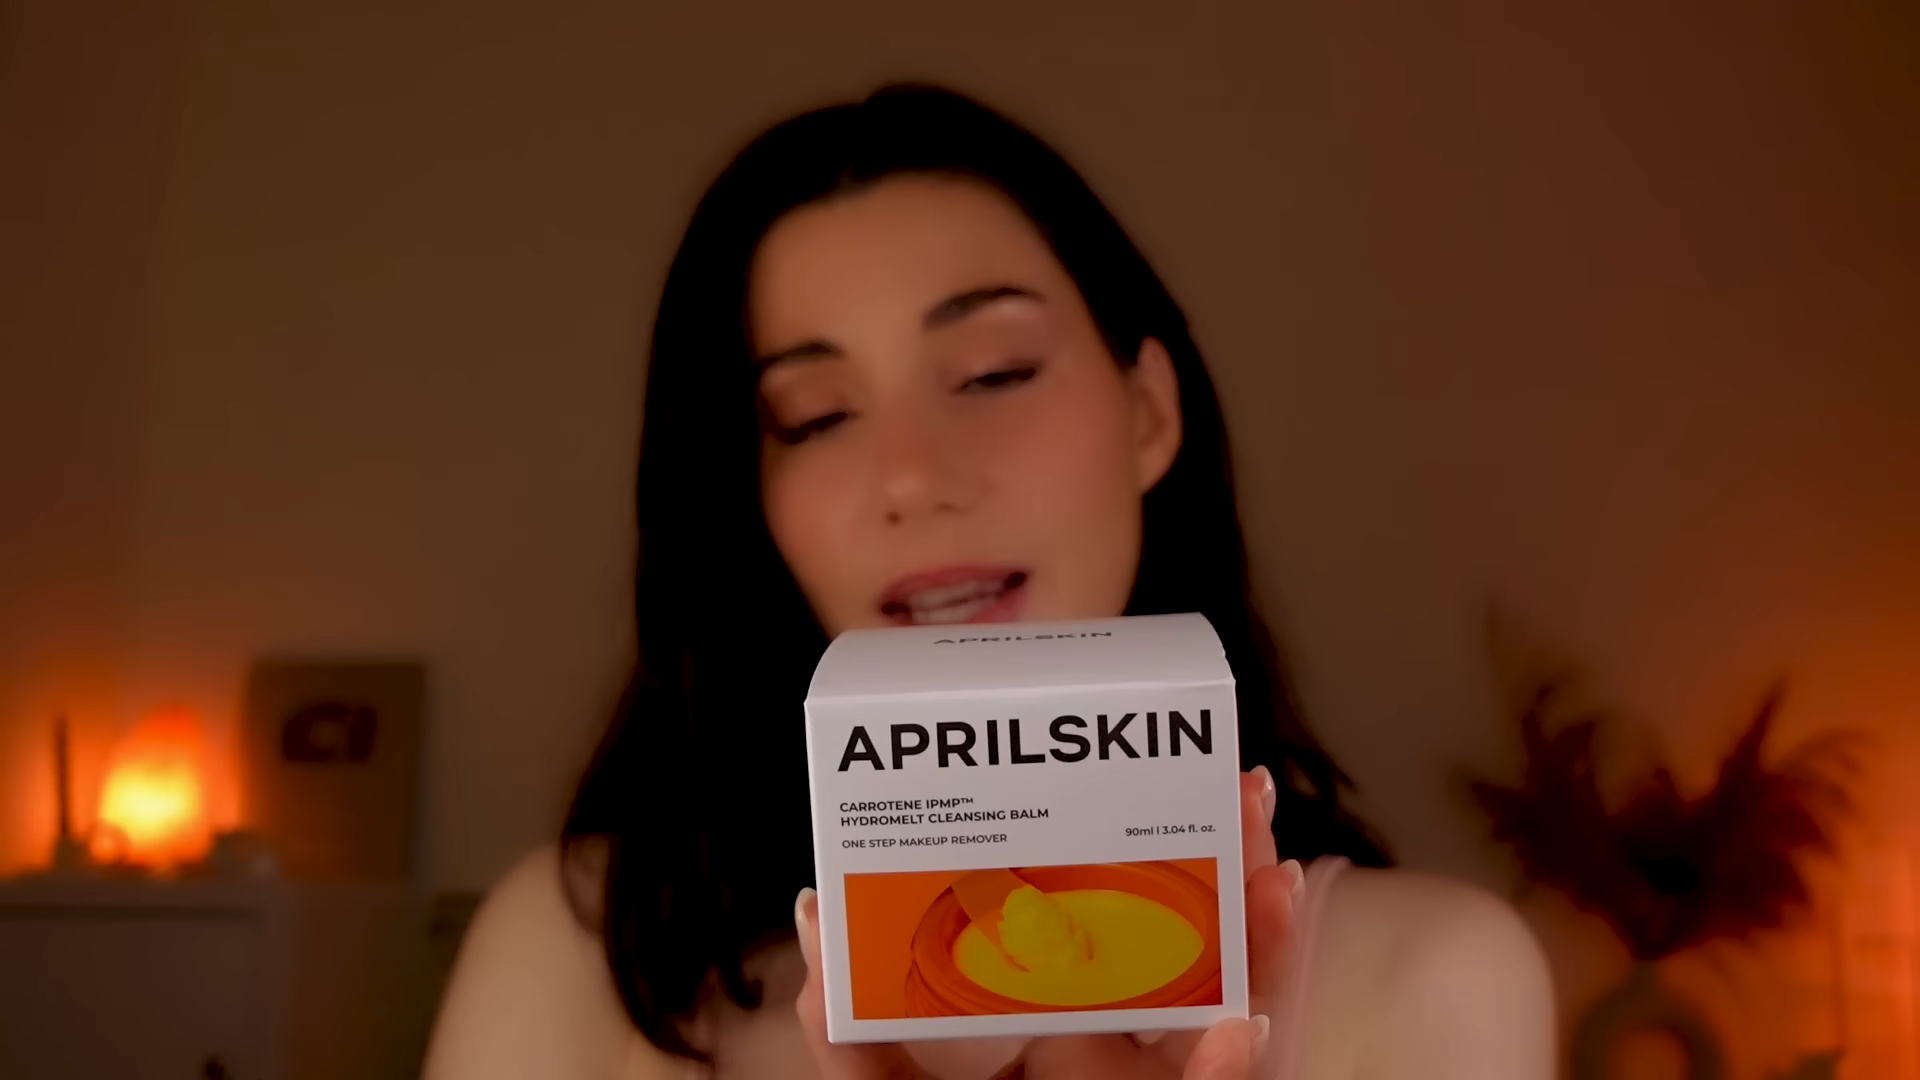 APRILSKIN
APRILSKIN
CARROTENE IPMP™
HYDROMELT CLEANSING BALM
ONE STEP MAKEUP REMOVER
90ml | 3.04 fl. oz.